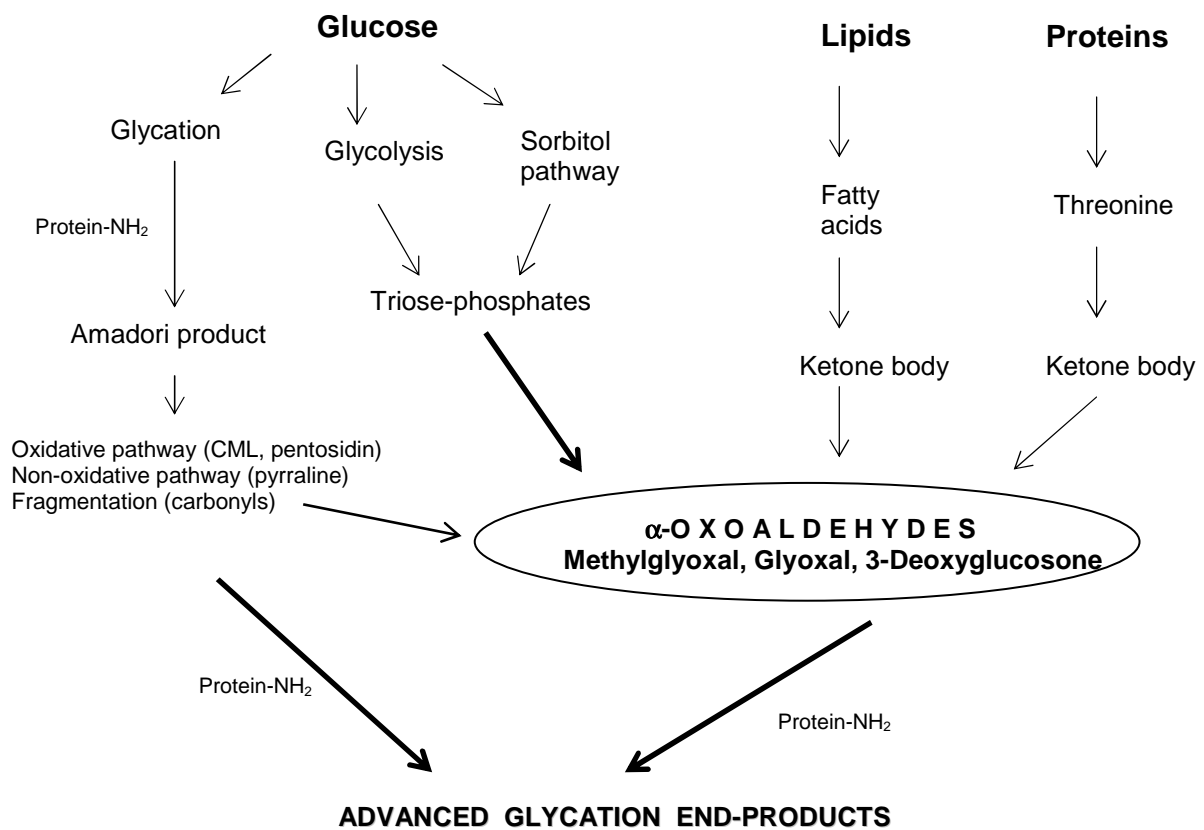 Glucose
Lipids
Proteins
Glycation
Glycolysis
Sorbitol
pathway
Fatty
acids
Threonine
Protein-NH₂
Triose-phosphates
Amadori product
Ketone body
Ketone body
Oxidative pathway (CML, pentosidin)
Non-oxidative pathway (pyrraline)
Fragmentation (carbonyls)
α-O X O A L D E H Y D E S
Methylglyoxal, Glyoxal, 3-Deoxyglucosone
Protein-NH₂
Protein-NH₂
ADVANCED GLYCATION END-PRODUCTS